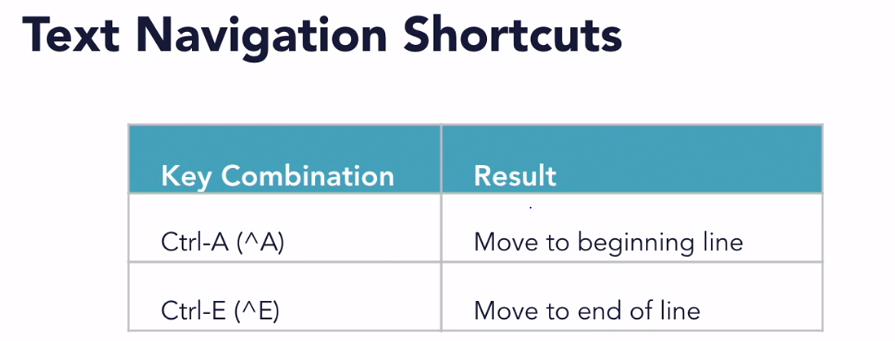 Text Navigation Shortcuts
Key Combination Result
Ctrl-A (^A) Move to beginning line
Ctrl-E (^E) Move to end of line